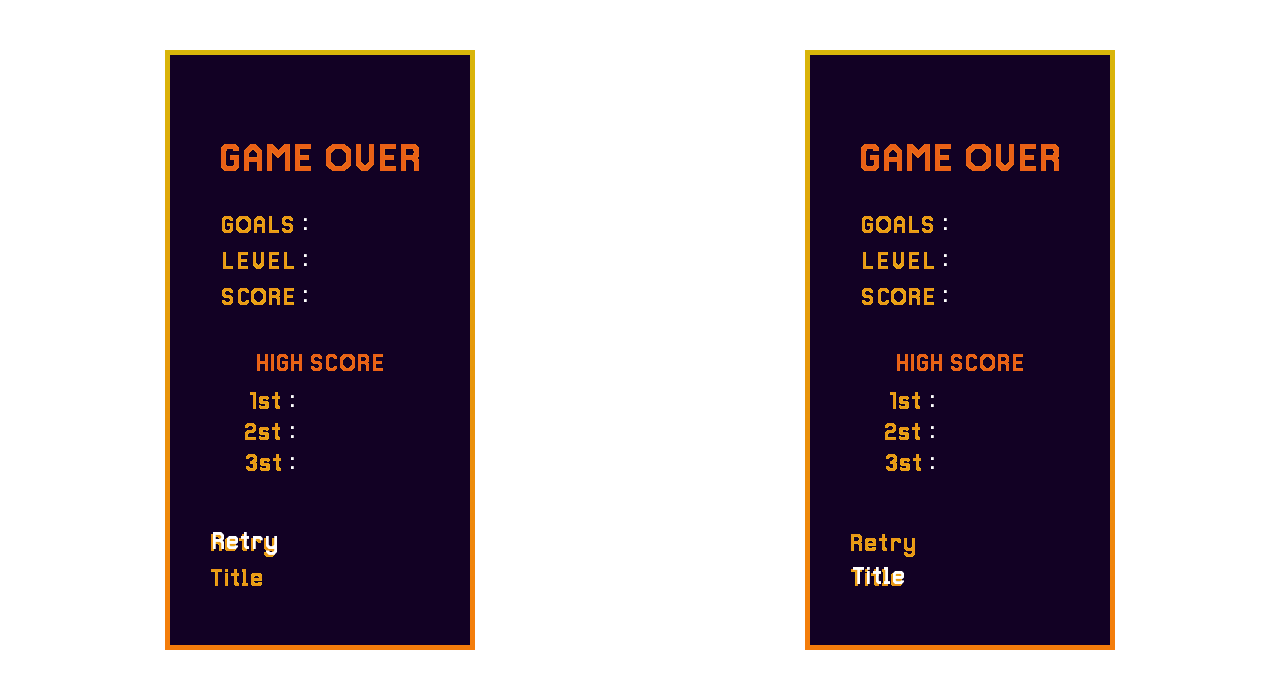 GAME OVER
GOALS :
LEVEL :
SCORE :
HIGH SCORE
1st :
2st :
3st :
Retry
Title
GAME OVER
GOALS :
LEVEL :
SCORE :
HIGH SCORE
1st :
2st :
3st :
Retry
Title